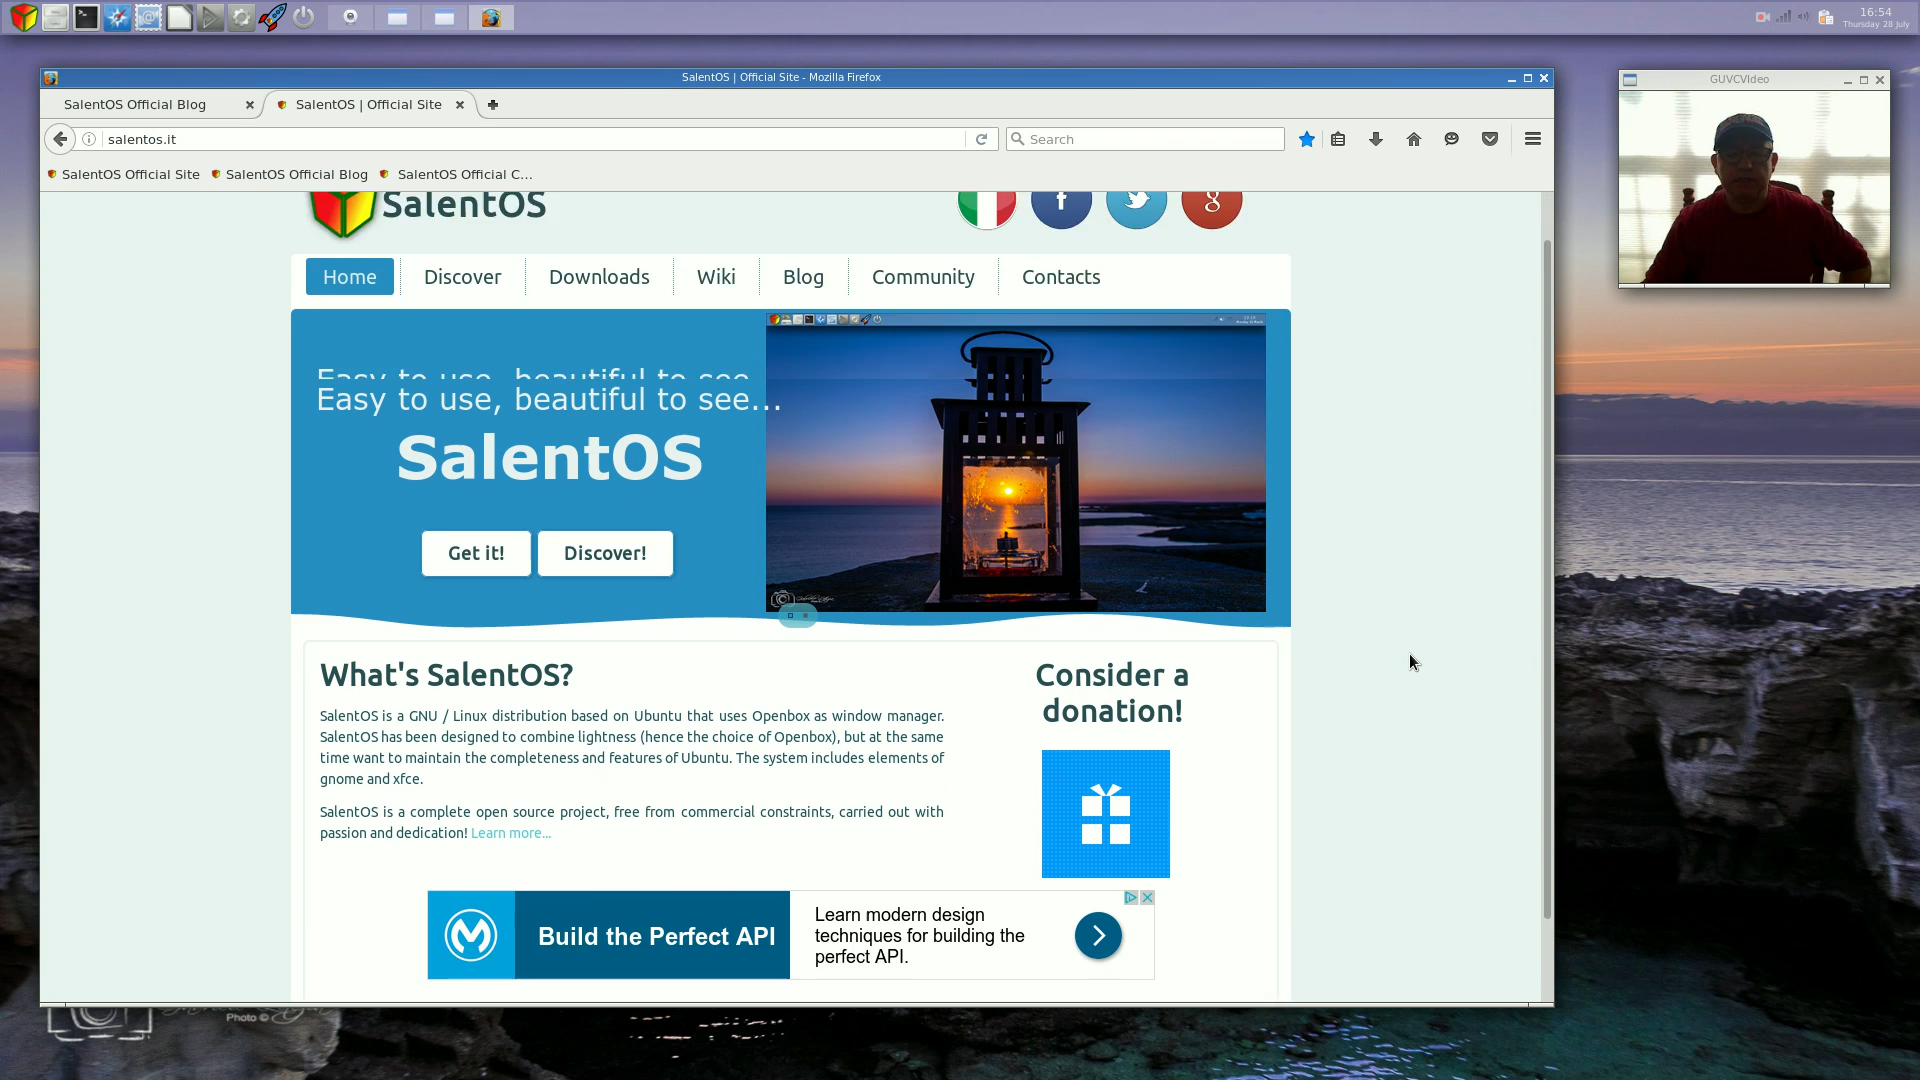 16:54
Thursday 28 July
SalentOS | Official Site - Mozilla Firefox
GUVCVideo
SalentOS Official Blog
SalentOS | Official Site
salentos.it
Search
SalentOS Official Site
SalentOS Official Blog
SalentOS Official C...
SalentOS
f
g
Home
Discover
Downloads
Wiki
Blog
Community
Contacts
Easy to use, beautiful to see...
Easy to use, beautiful to see...
SalentOS
Get it!
Discover!
What's SalentOS?
SalentOS is a GNU / Linux distribution based on Ubuntu that uses Openbox as window manager.
SalentOS has been designed to combine lightness (hence the choice of Openbox), but at the same
time want to maintain the completeness and features of Ubuntu. The system includes elements of
gnome and xfce.
SalentOS is a complete open source project, free from commercial constraints, carried out with
passion and dedication! Learn more...
Consider a
donation!
Build the Perfect API
Learn modern design
techniques for building the
perfect API.
Photo ©